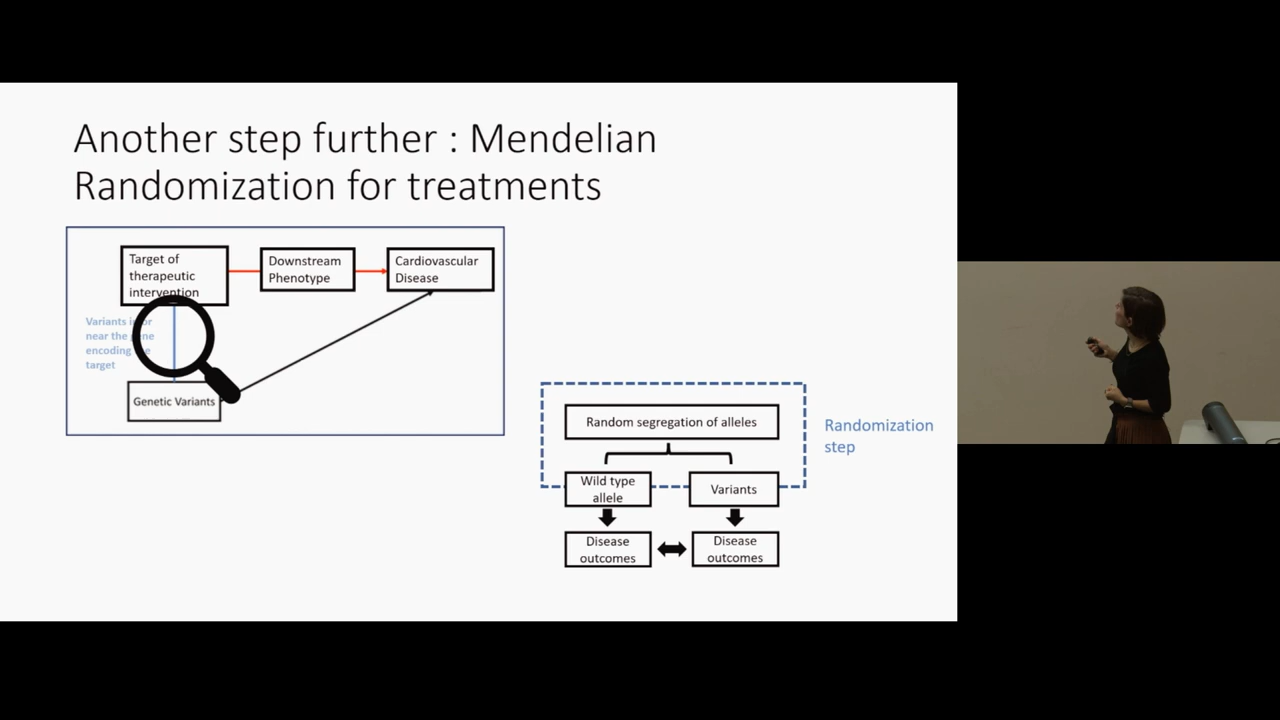 Another step further : Mendelian
Randomization for treatments
Target of
therapeutic
intervention
Downstream
Phenotype
Cardiovascular
Disease
Variants or
near the
encoding
target
Genetic Variants
Random segregation of alleles
Randomization
step
Wild type
allele
Variants
Disease
outcomes
Disease
outcomes